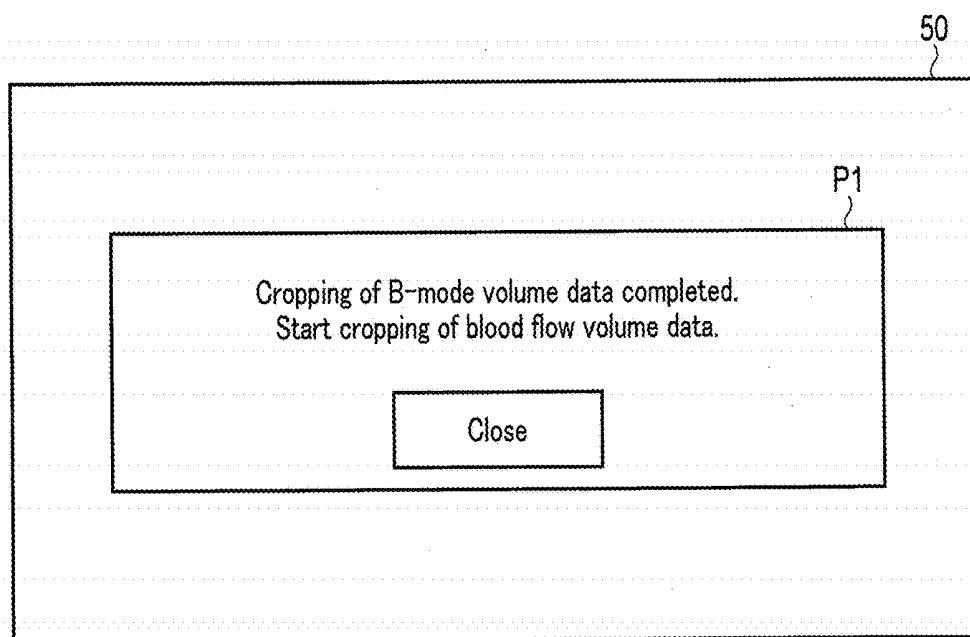 50
P1
Cropping of B-mode volume data completed.
Start cropping of blood flow volume data.
Close